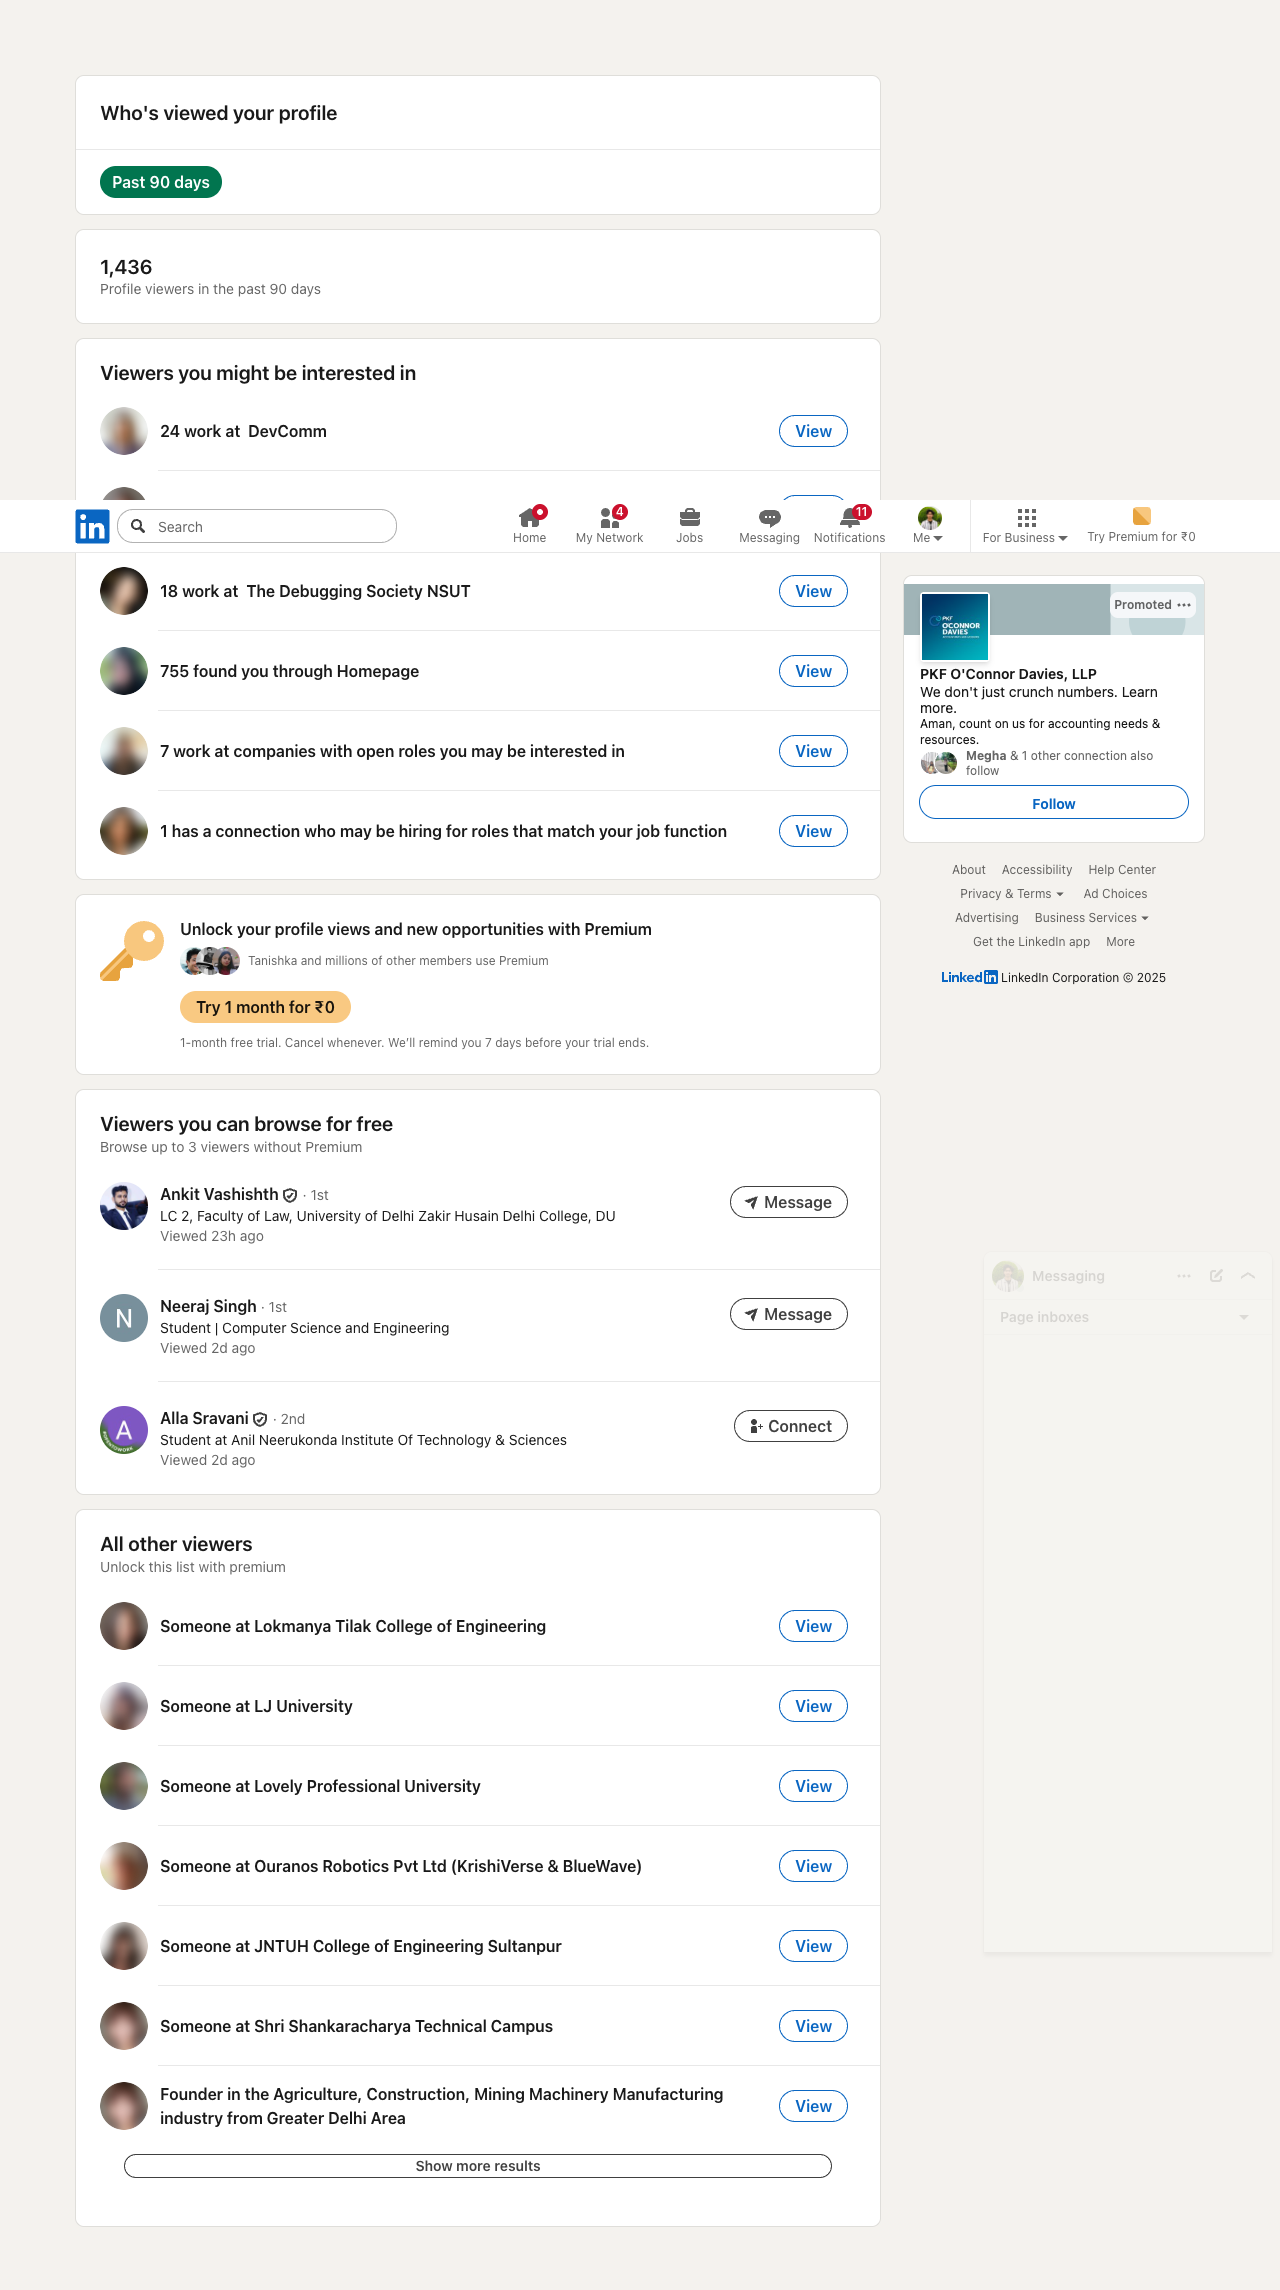 Who's viewed your profile
Past 90 days
1,436
Profile viewers in the past 90 days
Viewers you might be interested in
24 work at  DevComm
View
in
Search
Home
4
My Network
Jobs
Messaging
11
Notifications
Me
For Business
Try Premium for ₹0
18 work at  The Debugging Society NSUT
View
755 found you through Homepage
View
7 work at companies with open roles you may be interested in
View
1 has a connection who may be hiring for roles that match your job function
View
Promoted
PKF
O'CONNOR
DAVIES
PKF O'Connor Davies, LLP
We don't just crunch numbers. Learn
more.
Aman, count on us for accounting needs &
resources.
Megha & 1 other connection also
follow
Follow
About
Accessibility
Help Center
Privacy & Terms
Ad Choices
Advertising
Business Services
Get the LinkedIn app
More
LinkedIn LinkedIn Corporation © 2025
Unlock your profile views and new opportunities with Premium
Tanishka and millions of other members use Premium
Try 1 month for ₹0
1-month free trial. Cancel whenever. We'll remind you 7 days before your trial ends.
Viewers you can browse for free
Browse up to 3 viewers without Premium
Ankit Vashishth · 1st
LC 2, Faculty of Law, University of Delhi Zakir Husain Delhi College, DU
Viewed 23h ago
Message
N
Neeraj Singh · 1st
Student | Computer Science and Engineering
Viewed 2d ago
Message
A
#OPENTOWORK
Alla Sravani · 2nd
Student at Anil Neerukonda Institute Of Technology & Sciences
Viewed 2d ago
Connect
Messaging
Page inboxes
All other viewers
Unlock this list with premium
Someone at Lokmanya Tilak College of Engineering
View
Someone at LJ University
View
Someone at Lovely Professional University
View
Someone at Ouranos Robotics Pvt Ltd (KrishiVerse & BlueWave)
View
Someone at JNTUH College of Engineering Sultanpur
View
Someone at Shri Shankaracharya Technical Campus
View
Founder in the Agriculture, Construction, Mining Machinery Manufacturing
industry from Greater Delhi Area
View
Show more results